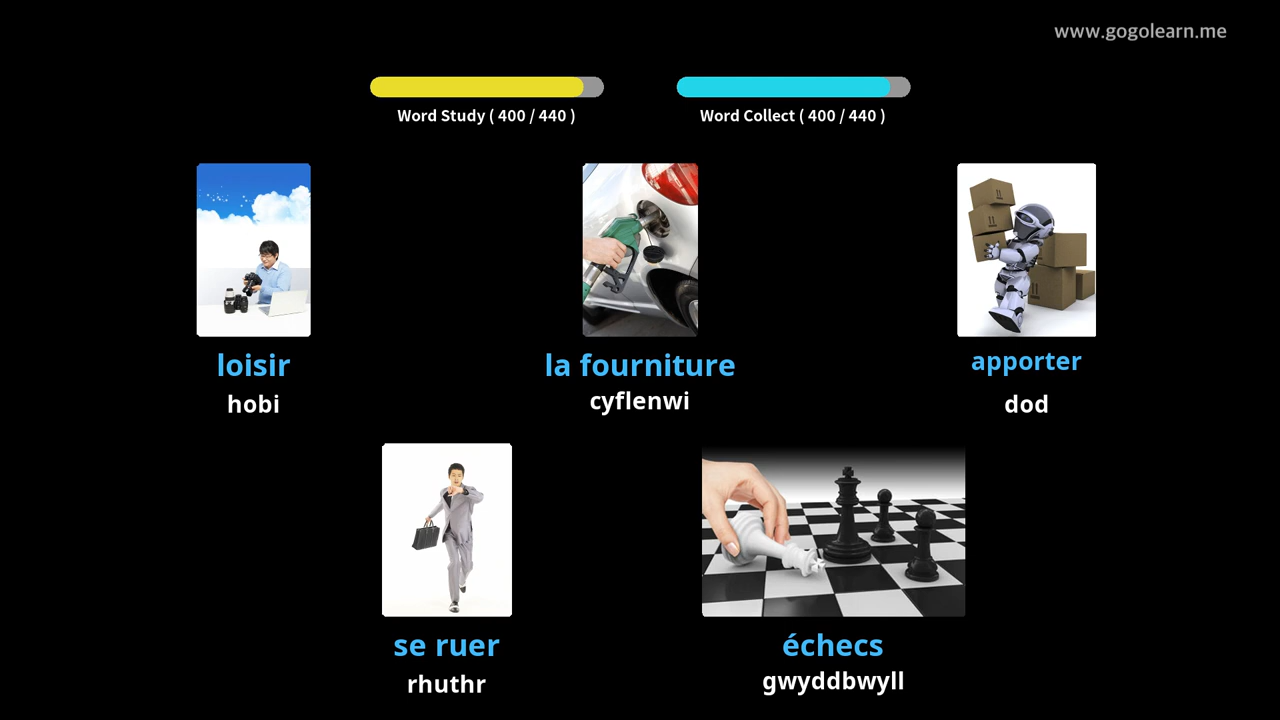 www.gogolearn.me
Word Study ( 400 / 440 )
Word Collect ( 400 / 440 )
loisir
hobi
la fourniture
cyflenwi
apporter
dod
se ruer
rhuthr
échecs
gwyddbwyll